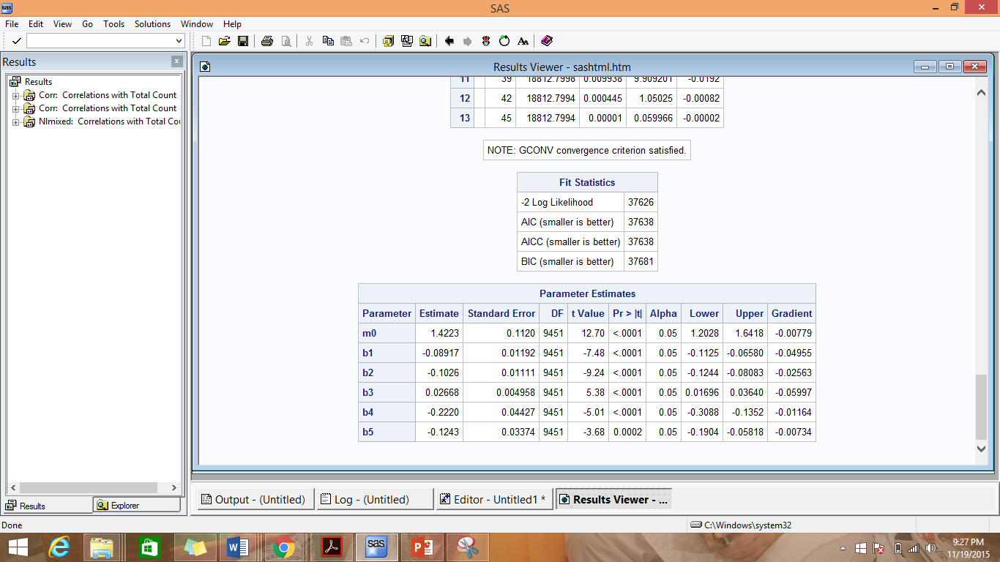 SAS
File Edit View Go Tools Solutions Window Help
Results
Results Viewer - sashtml.htm
Results
Corr: Correlations with Total Count
Corr: Correlations with Total Count
Nlmixed: Correlations with Total Co
11 39 18812.7998 0.009938 9.909201 -0.0192
12 42 18812.7994 0.000445 1.05025 -0.00082
13 45 18812.7994 0.00001 0.059966 -0.00002
NOTE: GCONV convergence criterion satisfied.
Fit Statistics
-2 Log Likelihood 37626
AIC (smaller is better) 37638
AICC (smaller is better) 37638
BIC (smaller is better) 37681
Parameter Estimates
Parameter Estimate Standard Error DF t Value Pr > |t| Alpha Lower Upper Gradient
m0 1.4223 0.1120 9451 12.70 <.0001 0.05 1.2028 1.6418 -0.00779
b1 -0.08917 0.01192 9451 -7.48 <.0001 0.05 -0.1125 -0.06580 -0.04955
b2 -0.1026 0.01111 9451 -9.24 <.0001 0.05 -0.1244 -0.08083 -0.02563
b3 0.02668 0.004958 9451 5.38 <.0001 0.05 0.01696 0.03640 -0.05997
b4 -0.2220 0.04427 9451 -5.01 <.0001 0.05 -0.3088 -0.1352 -0.01164
b5 -0.1243 0.03374 9451 -3.68 0.0002 0.05 -0.1904 -0.05818 -0.00734
Results Explorer
Output - (Untitled) Log - (Untitled) Editor - Untitled1 * Results Viewer - ...
Done C:\Windows\system32
9:27 PM
11/19/2015